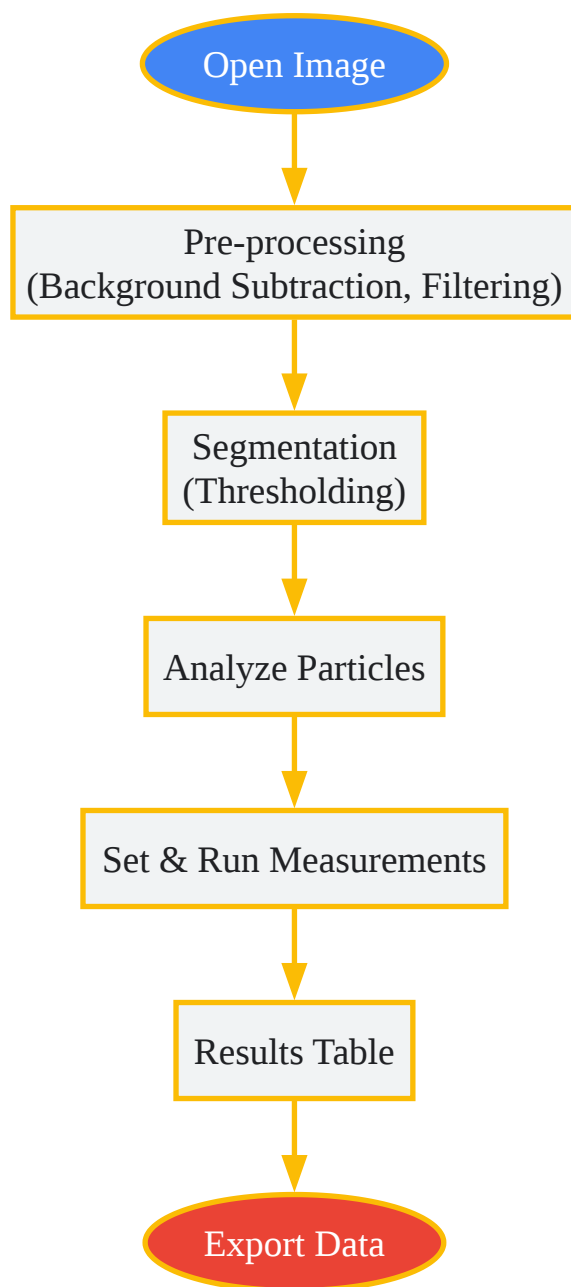 Open Image
Pre-processing
(Background Subtraction, Filtering)
Segmentation
(Thresholding)
Analyze Particles
Set & Run Measurements
Results Table
Export Data